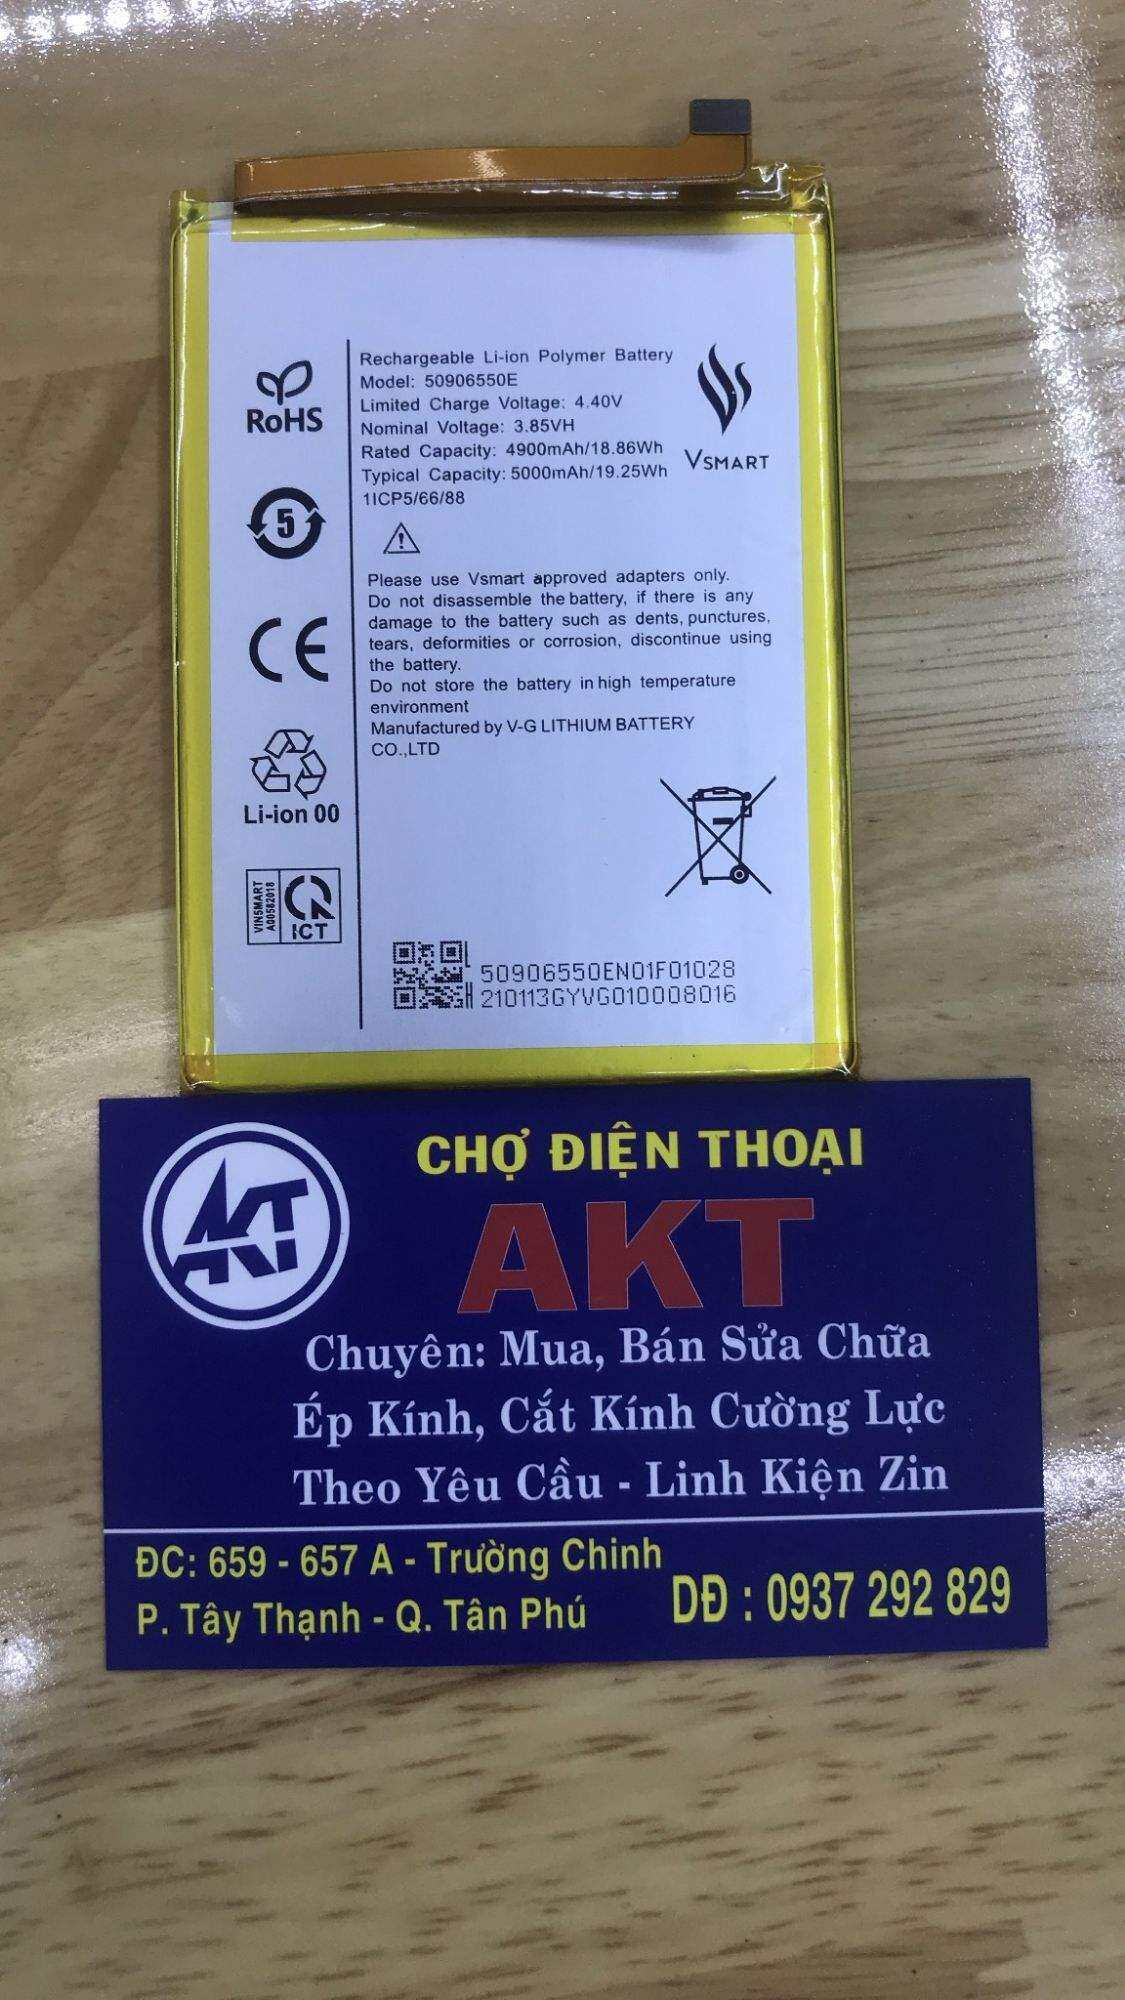 RoHS
5
CE
Li-ion 00
VINSMART
A00582018
ICT
Rechargeable Li-ion Polymer Battery
Model: 50906550E
Limited Charge Voltage: 4.40V
Nominal Voltage: 3.85VH
Rated Capacity: 4900mAh/18.86Wh
Typical Capacity: 5000mAh/19.25Wh
1ICP5/66/88
VSMART
Please use Vsmart approved adapters only.
Do not disassemble the battery, if there is any
damage to the battery such as dents, punctures,
tears, deformities or corrosion, discontinue using
the battery.
Do not store the battery in high temperature
environment
Manufactured by V-G LITHIUM BATTERY
CO.,LTD
50906550EN01F01028
210113GYVG010008016
AKT
CHỢ ĐIỆN THOẠI
AKT
Chuyên: Mua, Bán Sửa Chữa
Ép Kính, Cắt Kính Cường Lực
Theo Yêu Cầu - Linh Kiện Zin
ĐC: 659 - 657 A - Trường Chinh
P. Tây Thạnh - Q. Tân Phú
DĐ : 0937 292 829